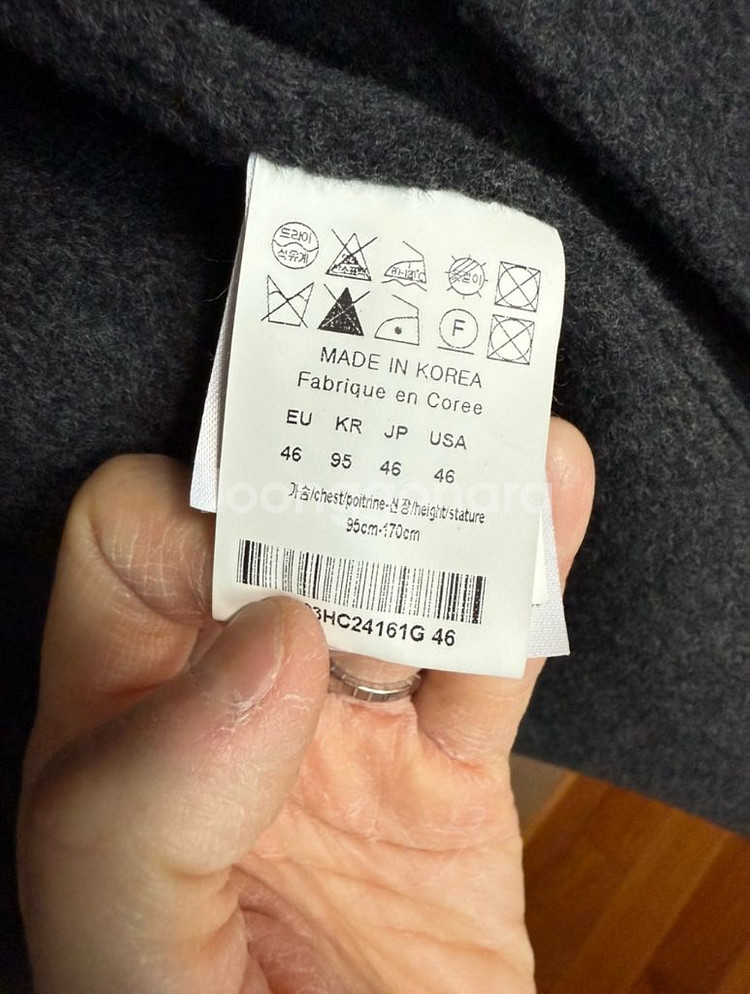 드라이
석유계
F
MADE IN KOREA
Fabrique en Coree
EU KR JP USA
46 95 46 46
가슴/chest/poitrine-신장/height/stature
95cm-170cm
3HC24161G 46